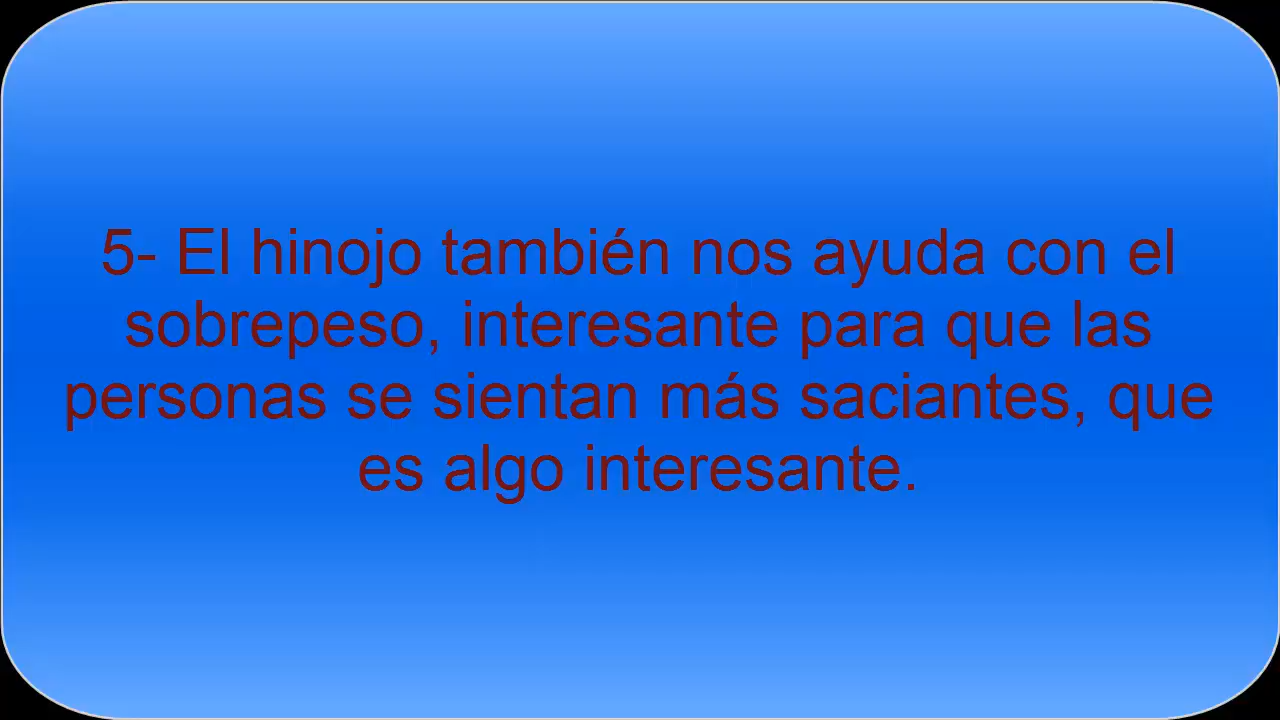 5- El hinojo también nos ayuda con el
sobrepeso, interesante para que las
personas se sientan más saciantes, que
es algo interesante.